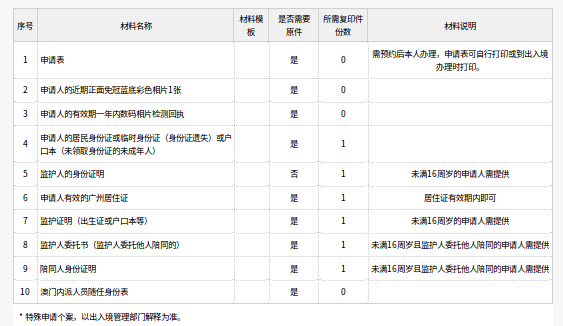 序号 材料名称 材料模板 是否需要原件 所需复印件份数 材料说明
1 申请表 是 0 需预约后本人办理，申请表可自行打印或到出入境办理时打印。
2 申请人的近期正面免冠蓝底彩色相片1张 是 0
3 申请人的有效期一年内数码相片检测回执 是 0
4 申请人的居民身份证或临时身份证（身份证遗失）或户口本（未领取身份证的未成年人） 是 1
5 监护人的身份证明 否 1 未满16周岁的申请人需提供
6 申请人有效的广州居住证 是 1 居住证有效期内即可
7 监护证明（出生证或户口本等） 是 1 未满16周岁的申请人需提供
8 监护人委托书（监护人委托他人陪同的） 是 1 未满16周岁且监护人委托他人陪同的申请人需提供
9 陪同人身份证明 是 1 未满16周岁且监护人委托他人陪同的申请人需提供
10 澳门内派人员随任身份表 是 0
* 特殊申请个案，以出入境管理部门解释为准。